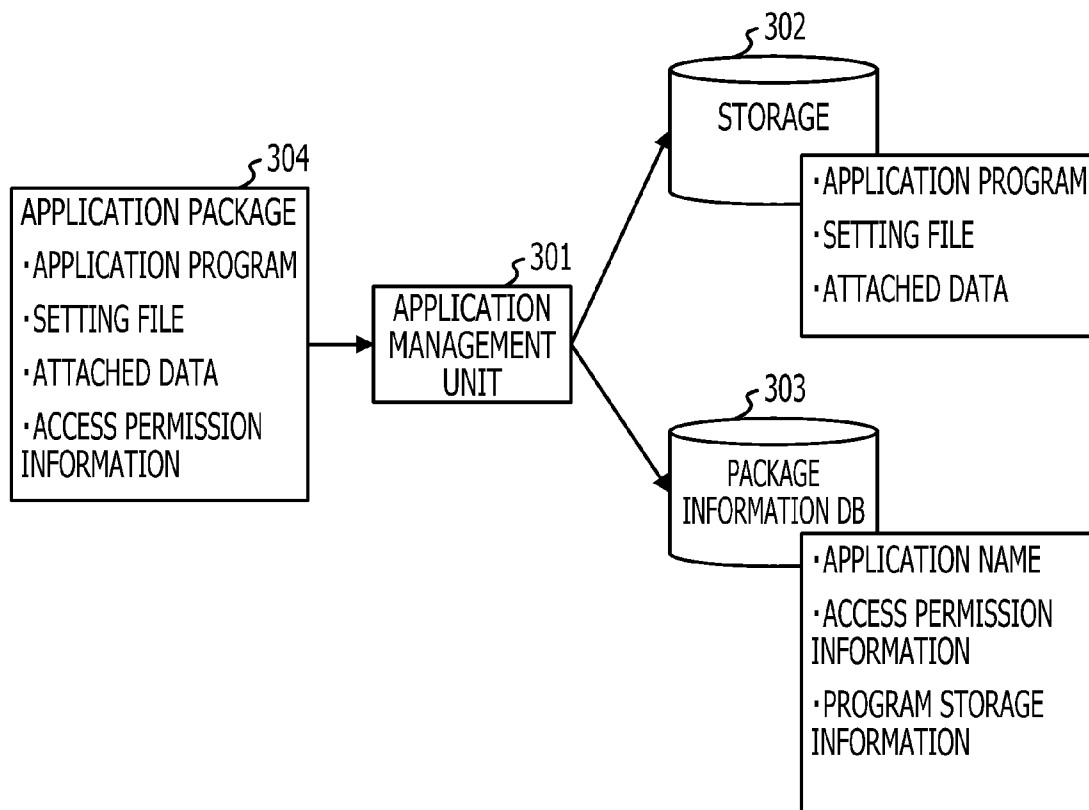 304
APPLICATION PACKAGE
·APPLICATION PROGRAM
·SETTING FILE
·ATTACHED DATA
·ACCESS PERMISSION
INFORMATION
301
APPLICATION
MANAGEMENT
UNIT
302
STORAGE
·APPLICATION PROGRAM
·SETTING FILE
·ATTACHED DATA
303
PACKAGE
INFORMATION DB
·APPLICATION NAME
·ACCESS PERMISSION
INFORMATION
·PROGRAM STORAGE
INFORMATION